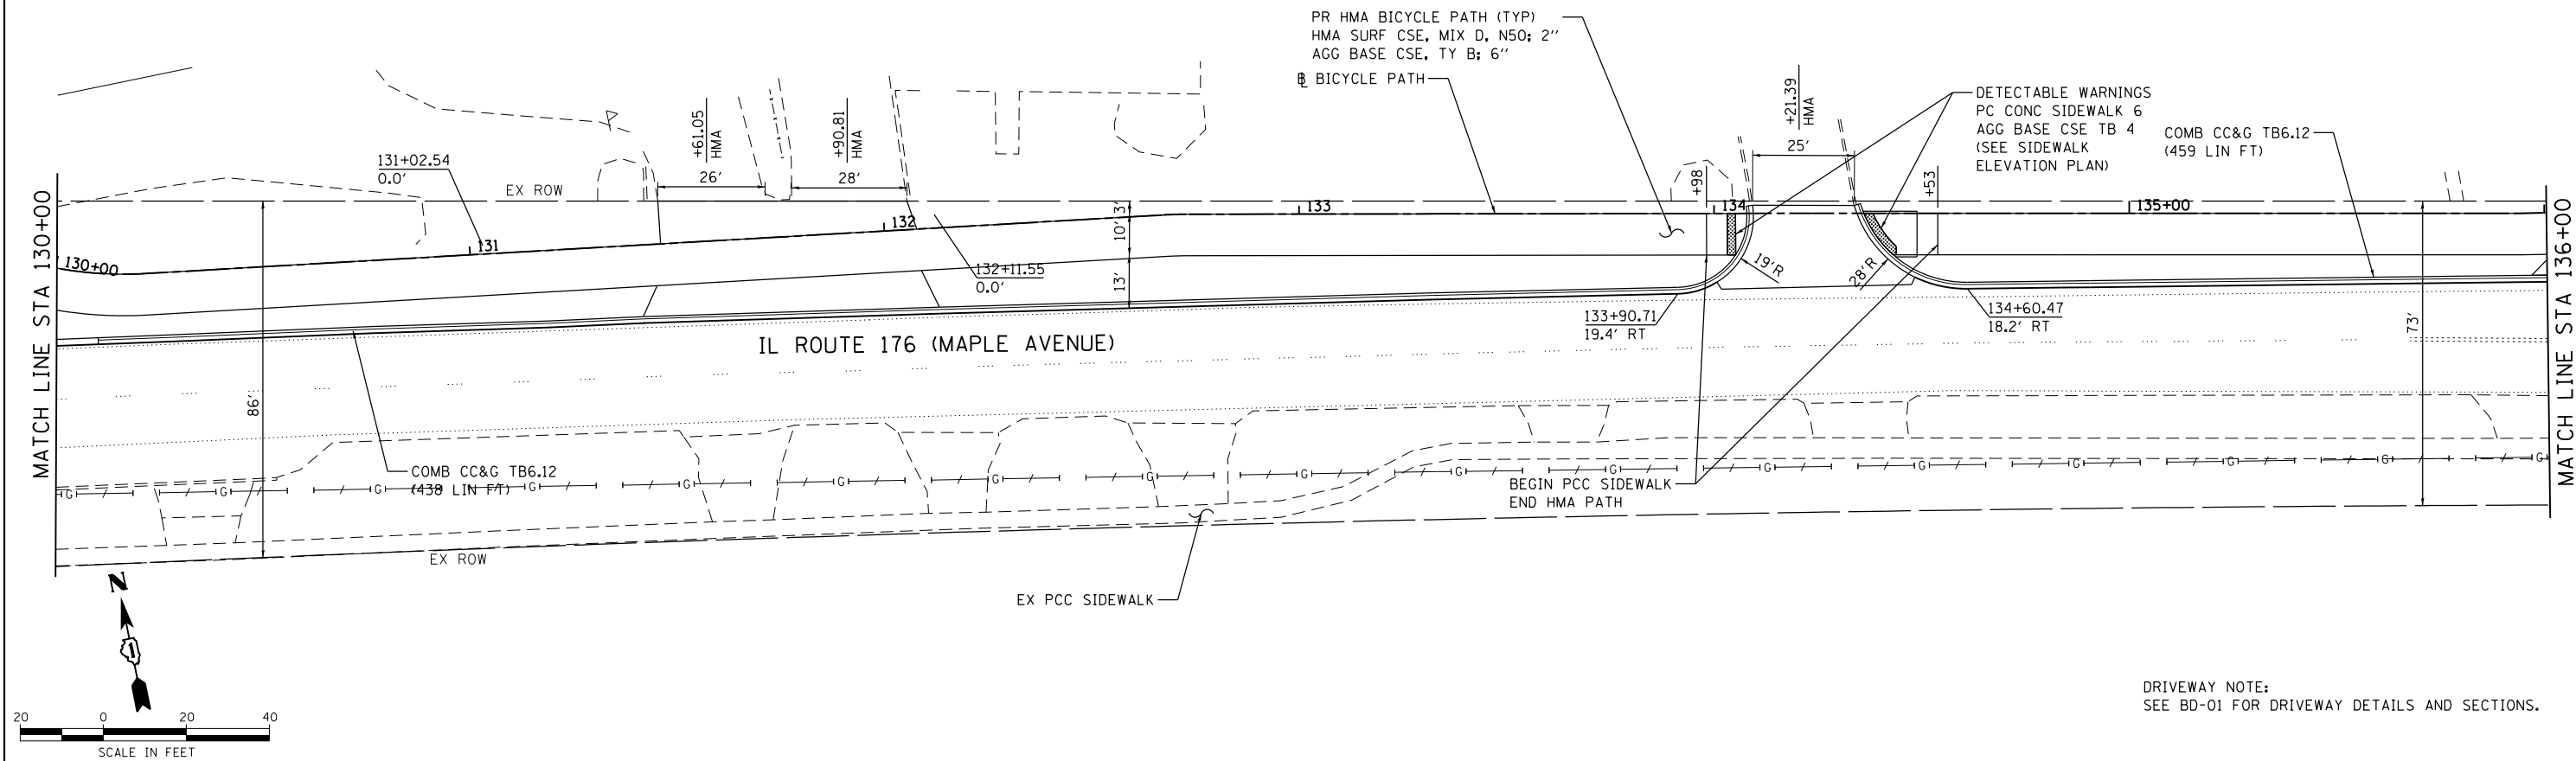 PR HMA BICYCLE PATH (TYP)
HMA SURF CSE, MIX D, N50; 2''
AGG BASE CSE, TY B; 6''
BL BICYCLE PATH
DETECTABLE WARNINGS
PC CONC SIDEWALK 6
AGG BASE CSE TB 4
(SEE SIDEWALK
ELEVATION PLAN)
COMB CC&G TB6.12
(459 LIN FT)
+61.05
HMA
+90.81
HMA
+21.39
HMA
131+02.54
0.0'
EX ROW
26'
28'
25'
+98
+53
MATCH LINE STA 130+00
130+00
131
132
133
134
135+00
3'
10'
13'
132+11.55
0.0'
19'R
28'R
133+90.71
19.4' RT
134+60.47
18.2' RT
IL ROUTE 176 (MAPLE AVENUE)
86'
73'
MATCH LINE STA 136+00
COMB CC&G TB6.12
(438 LIN FT)
G G G G G G G G G G G G G G G G G
BEGIN PCC SIDEWALK
END HMA PATH
EX ROW
EX PCC SIDEWALK
N
1
20 0 20 40
SCALE IN FEET
DRIVEWAY NOTE:
SEE BD-01 FOR DRIVEWAY DETAILS AND SECTIONS.